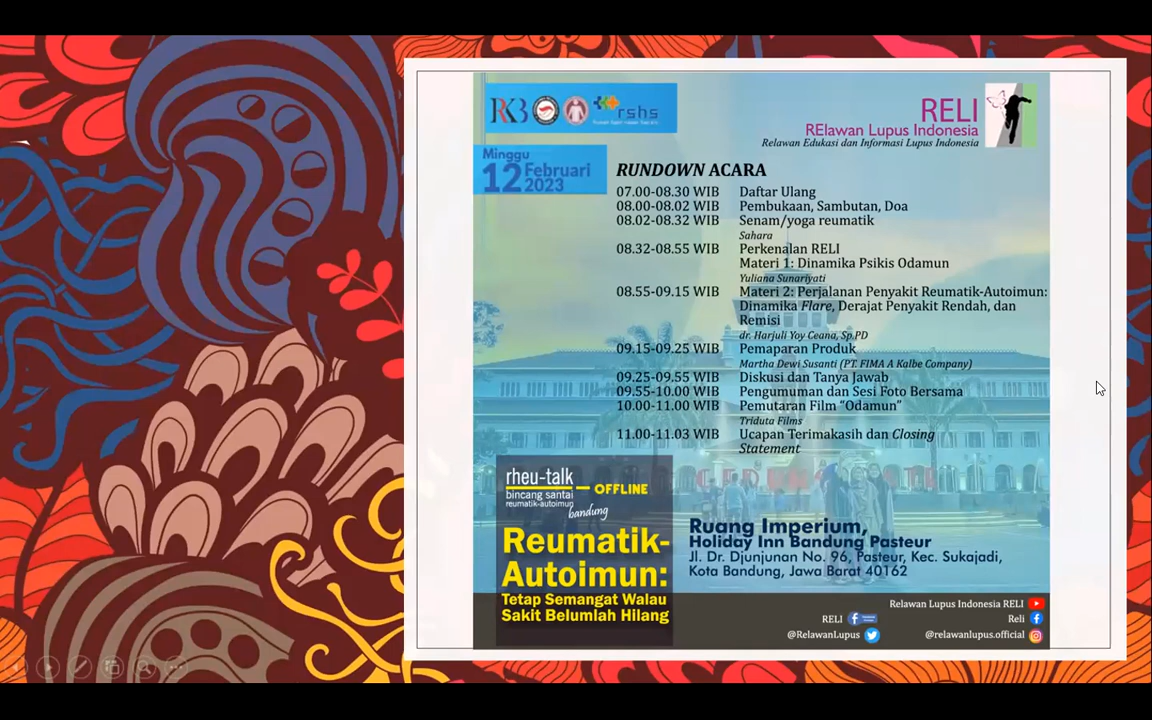 RKB
rshs
RELI
RElawan Lupus Indonesia
Relawan Edukasi dan Informasi Lupus Indonesia
Minggu
12 Februari
2023
RUNDOWN ACARA
07.00-08.30 WIB Daftar Ulang
08.00-08.02 WIB Pembukaan, Sambutan, Doa
08.02-08.32 WIB Senam/yoga reumatik
Sahara
08.32-08.55 WIB Perkenalan RELI
Materi 1: Dinamika Psikis Odamun
Yuliana Sunariyati
08.55-09.15 WIB Materi 2: Perjalanan Penyakit Reumatik-Autoimun:
Dinamika Flare, Derajat Penyakit Rendah, dan
Remisi
dr. Harjuli Yoy Ceana, Sp.PD
09.15-09.25 WIB Pemaparan Produk
Martha Dewi Susanti (PT. FIMA A Kalbe Company)
09.25-09.55 WIB Diskusi dan Tanya Jawab
09.55-10.00 WIB Pengumuman dan Sesi Foto Bersama
10.00-11.00 WIB Pemutaran Film “Odamun”
Triduta Films
11.00-11.03 WIB Ucapan Terimakasih dan Closing
Statement
rheu-talk
bincang santai
reumatik-autoimun
OFFLINE
bandung
Reumatik-
Autoimun:
Tetap Semangat Walau
Sakit Belumlah Hilang
Ruang Imperium,
Holiday Inn Bandung Pasteur
Jl. Dr. Djunjunan No. 96, Pasteur, Kec. Sukajadi,
Kota Bandung, Jawa Barat 40162
Relawan Lupus Indonesia RELI
RELI
Reli
@RelawanLupus
@relawanlupus.official